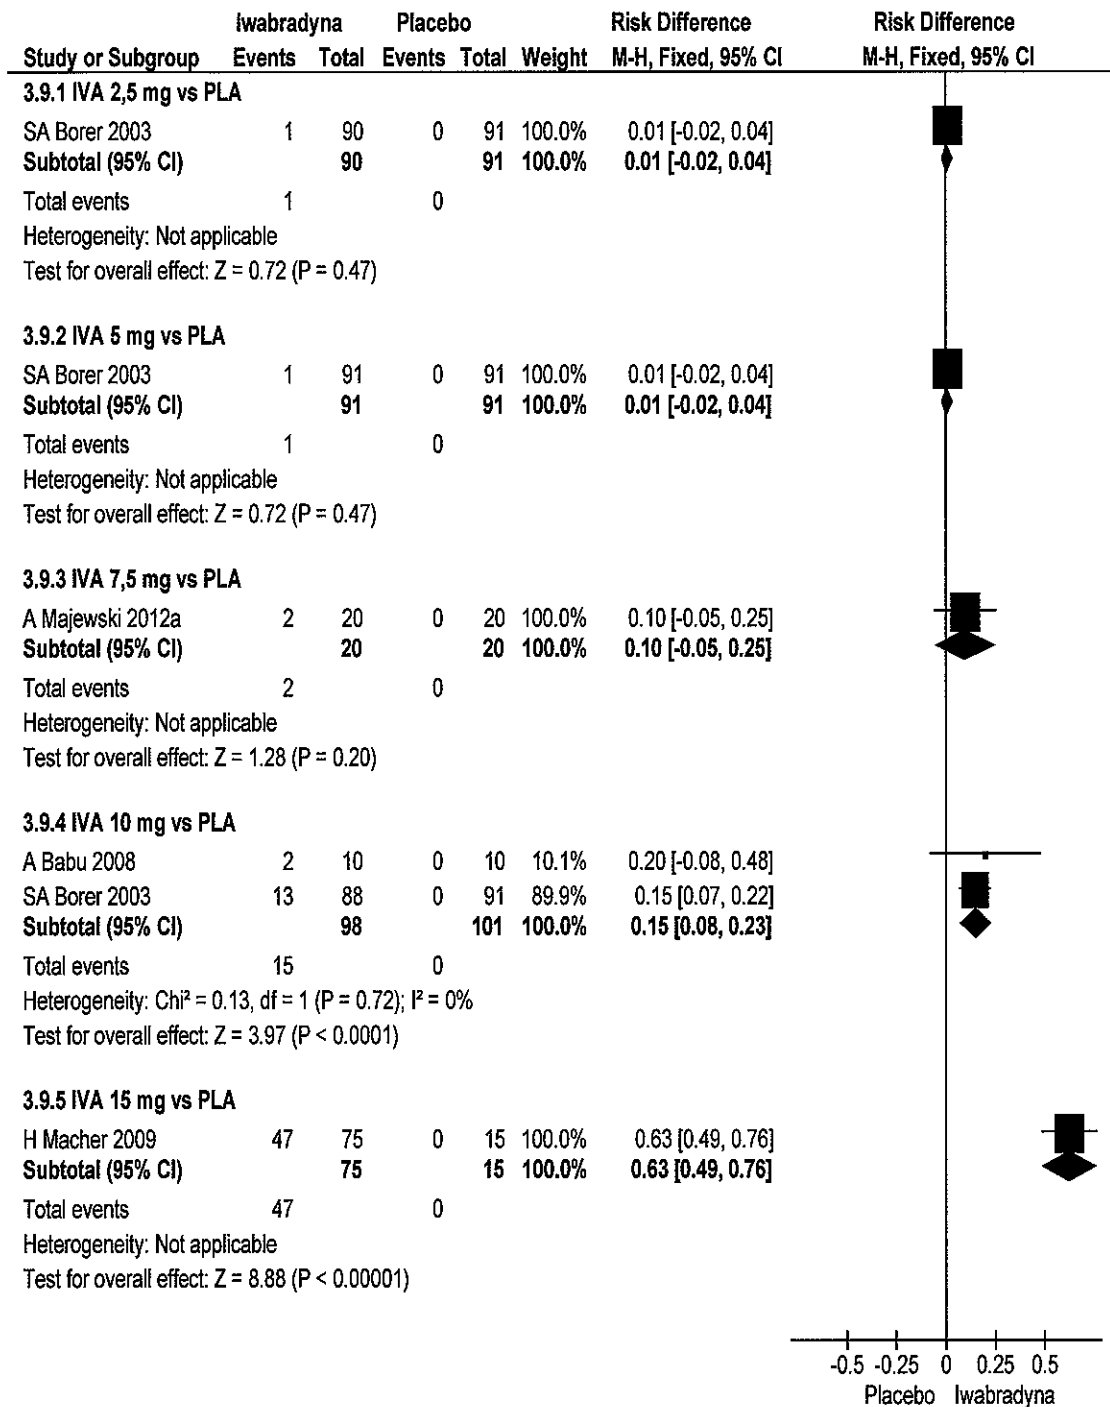 Iwabradyna Placebo Risk Difference Risk Difference
Study or Subgroup Events Total Events Total Weight M-H, Fixed, 95% CI M-H, Fixed, 95% CI
3.9.1 IVA 2,5 mg vs PLA
SA Borer 2003 1 90 0 91 100.0% 0.01 [-0.02, 0.04]
Subtotal (95% CI) 90 91 100.0% 0.01 [-0.02, 0.04]
Total events 1 0
Heterogeneity: Not applicable
Test for overall effect: Z = 0.72 (P = 0.47)
3.9.2 IVA 5 mg vs PLA
SA Borer 2003 1 91 0 91 100.0% 0.01 [-0.02, 0.04]
Subtotal (95% CI) 91 91 100.0% 0.01 [-0.02, 0.04]
Total events 1 0
Heterogeneity: Not applicable
Test for overall effect: Z = 0.72 (P = 0.47)
3.9.3 IVA 7,5 mg vs PLA
A Majewski 2012a 2 20 0 20 100.0% 0.10 [-0.05, 0.25]
Subtotal (95% CI) 20 20 100.0% 0.10 [-0.05, 0.25]
Total events 2 0
Heterogeneity: Not applicable
Test for overall effect: Z = 1.28 (P = 0.20)
3.9.4 IVA 10 mg vs PLA
A Babu 2008 2 10 0 10 10.1% 0.20 [-0.08, 0.48]
SA Borer 2003 13 88 0 91 89.9% 0.15 [0.07, 0.22]
Subtotal (95% CI) 98 101 100.0% 0.15 [0.08, 0.23]
Total events 15 0
Heterogeneity: Chi² = 0.13, df = 1 (P = 0.72); I² = 0%
Test for overall effect: Z = 3.97 (P < 0.0001)
3.9.5 IVA 15 mg vs PLA
H Macher 2009 47 75 0 15 100.0% 0.63 [0.49, 0.76]
Subtotal (95% CI) 75 15 100.0% 0.63 [0.49, 0.76]
Total events 47 0
Heterogeneity: Not applicable
Test for overall effect: Z = 8.88 (P < 0.00001)
-0.5 -0.25 0 0.25 0.5
Placebo Iwabradyna